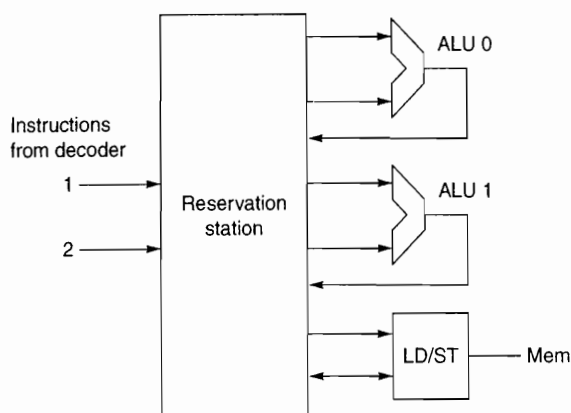 ALU 0
Instructions
from decoder
1
ALU 1
Reservation
station
2
LD/ST
Mem